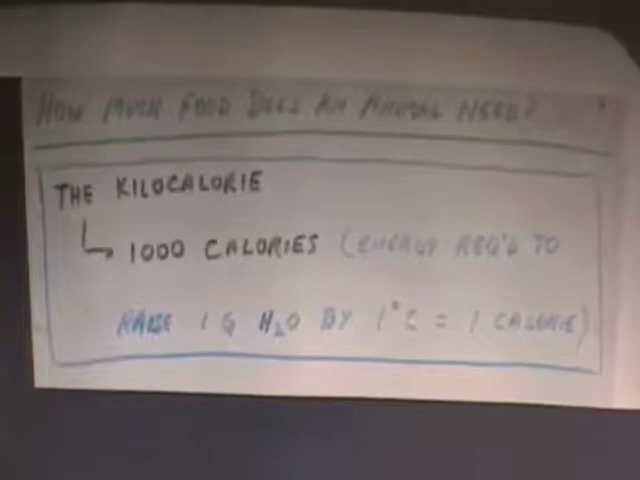 HOW MUCH FOOD DOES AN ANIMAL NEED?
THE KILOCALORIE
↳ 1000 CALORIES (ENERGY REQ'D TO
RAISE 1 G H₂O BY 1°C = 1 CALORIE)